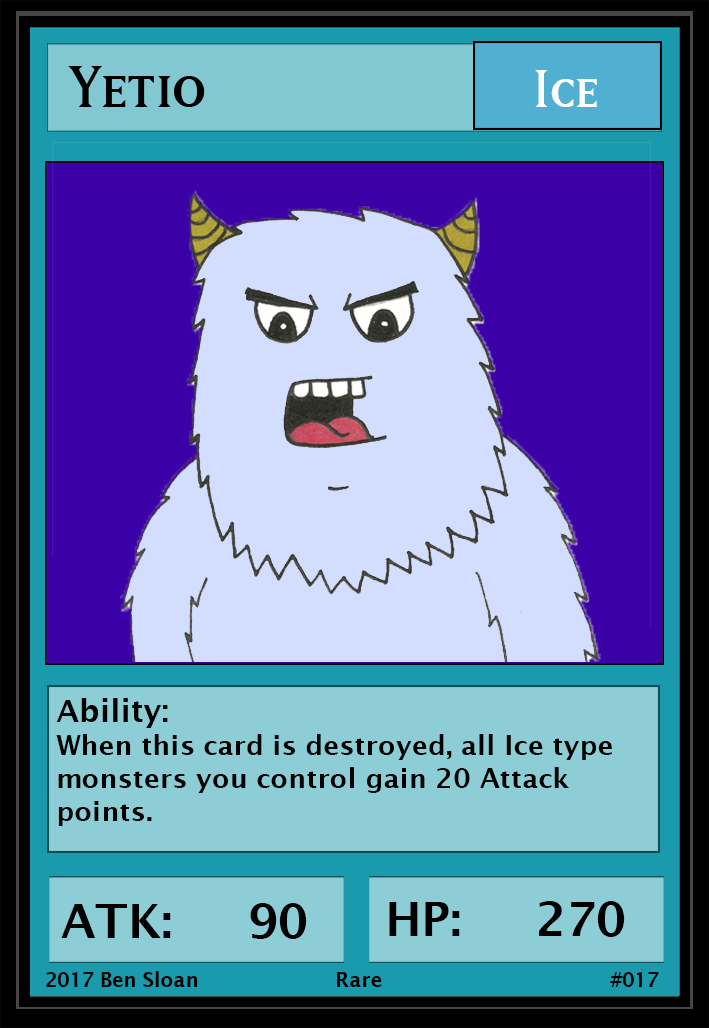 Yetio
Ice
Ability:
When this card is destroyed, all Ice type
monsters you control gain 20 Attack
points.
ATK: 90
HP: 270
2017 Ben Sloan
Rare
#017